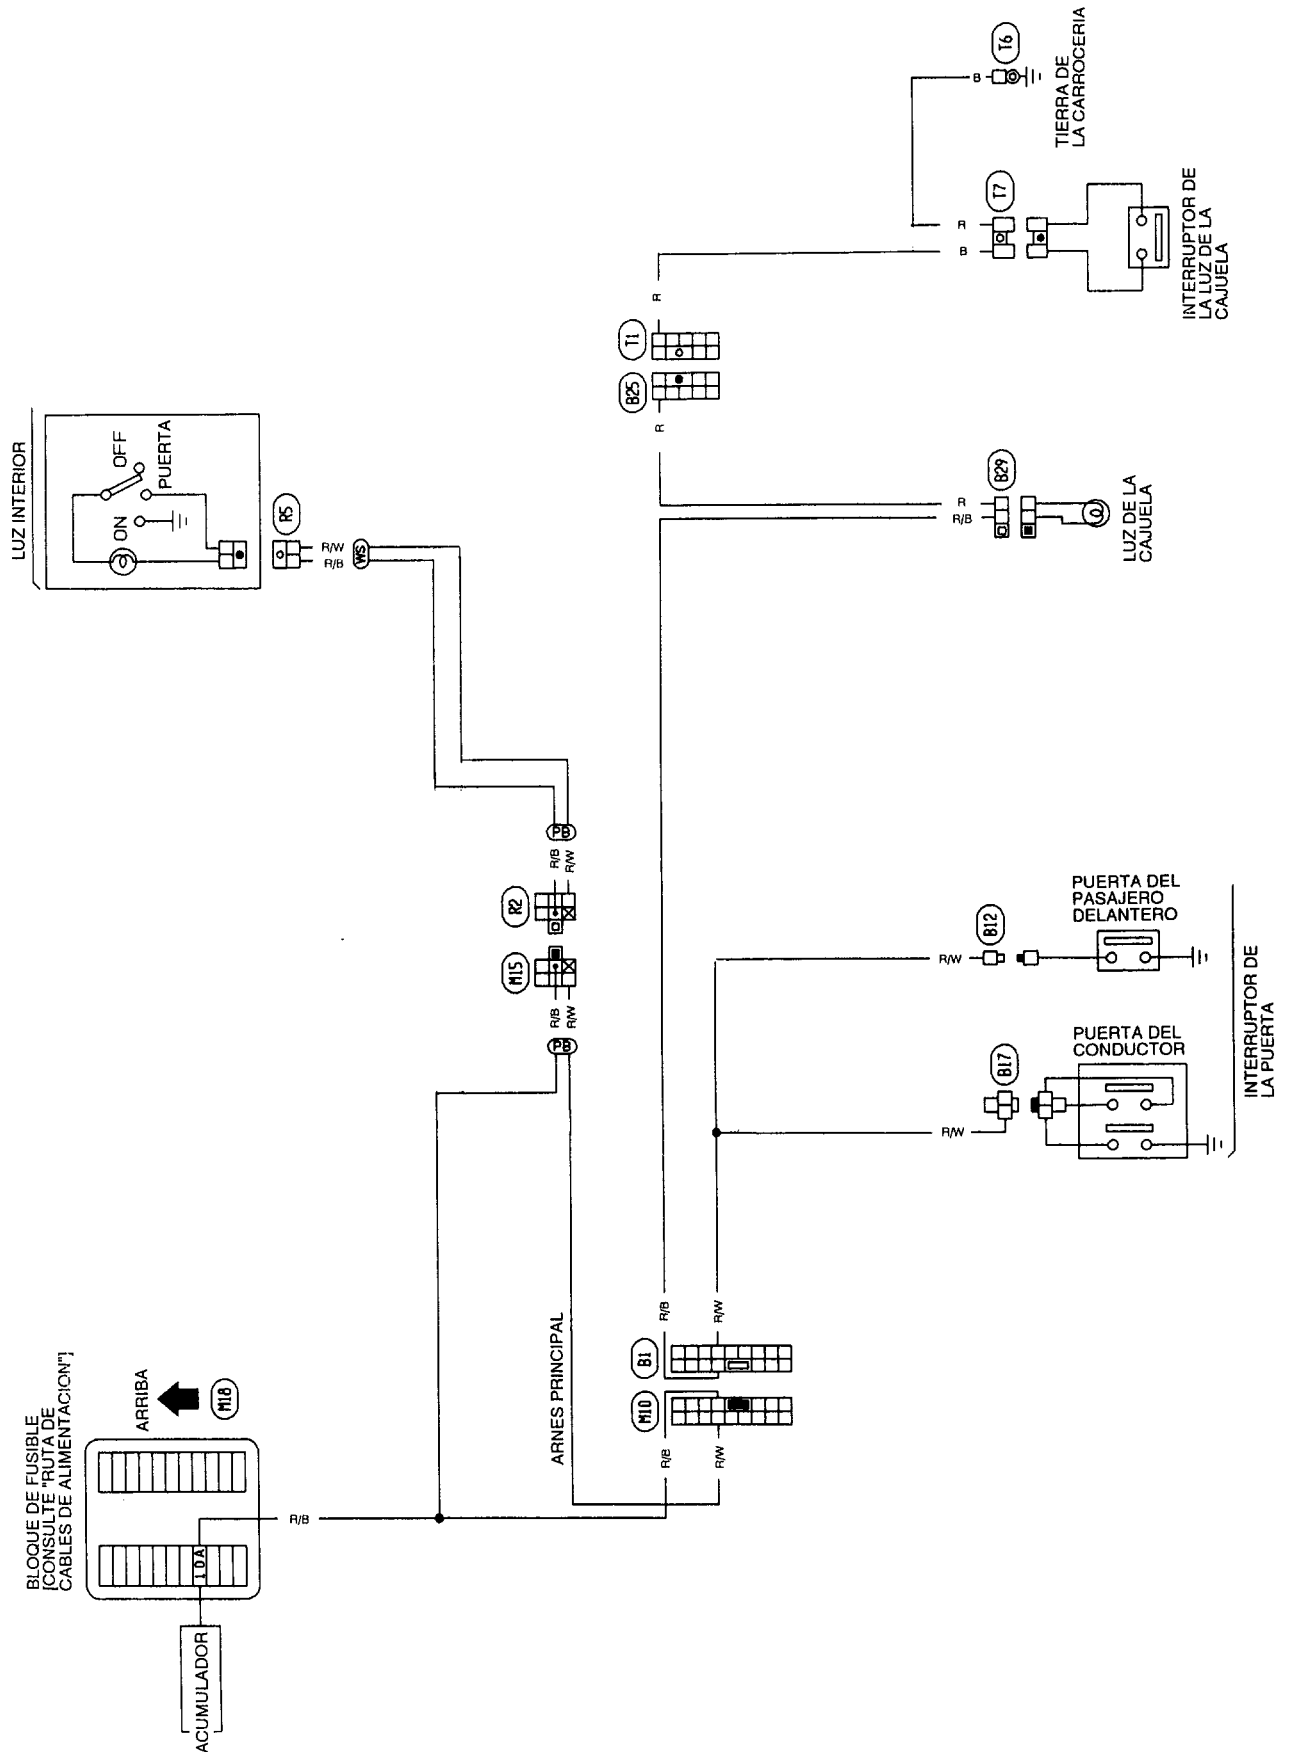 ACUMULADOR
BLOQUE DE FUSIBLE
[CONSULTE "RUTA DE
CABLES DE ALIMENTACION"]
10A
ARRIBA
M18
R/B
ARNES PRINCIPAL
R/B
R/W
M10
B1
R/B
R/W
PB
R/B
R/W
M15
R2
R/B
R/W
PB
LUZ INTERIOR
ON
OFF
PUERTA
R5
R/W
R/B
WS
R/W
B17
PUERTA DEL
CONDUCTOR
R/W
B12
PUERTA DEL
PASAJERO
DELANTERO
INTERRUPTOR DE
LA PUERTA
R
R/B
B29
LUZ DE LA
CAJUELA
R
B25
T1
R
R
B
T7
INTERRUPTOR DE
LA LUZ DE LA
CAJUELA
B
T6
TIERRA DE
LA CARROCERIA